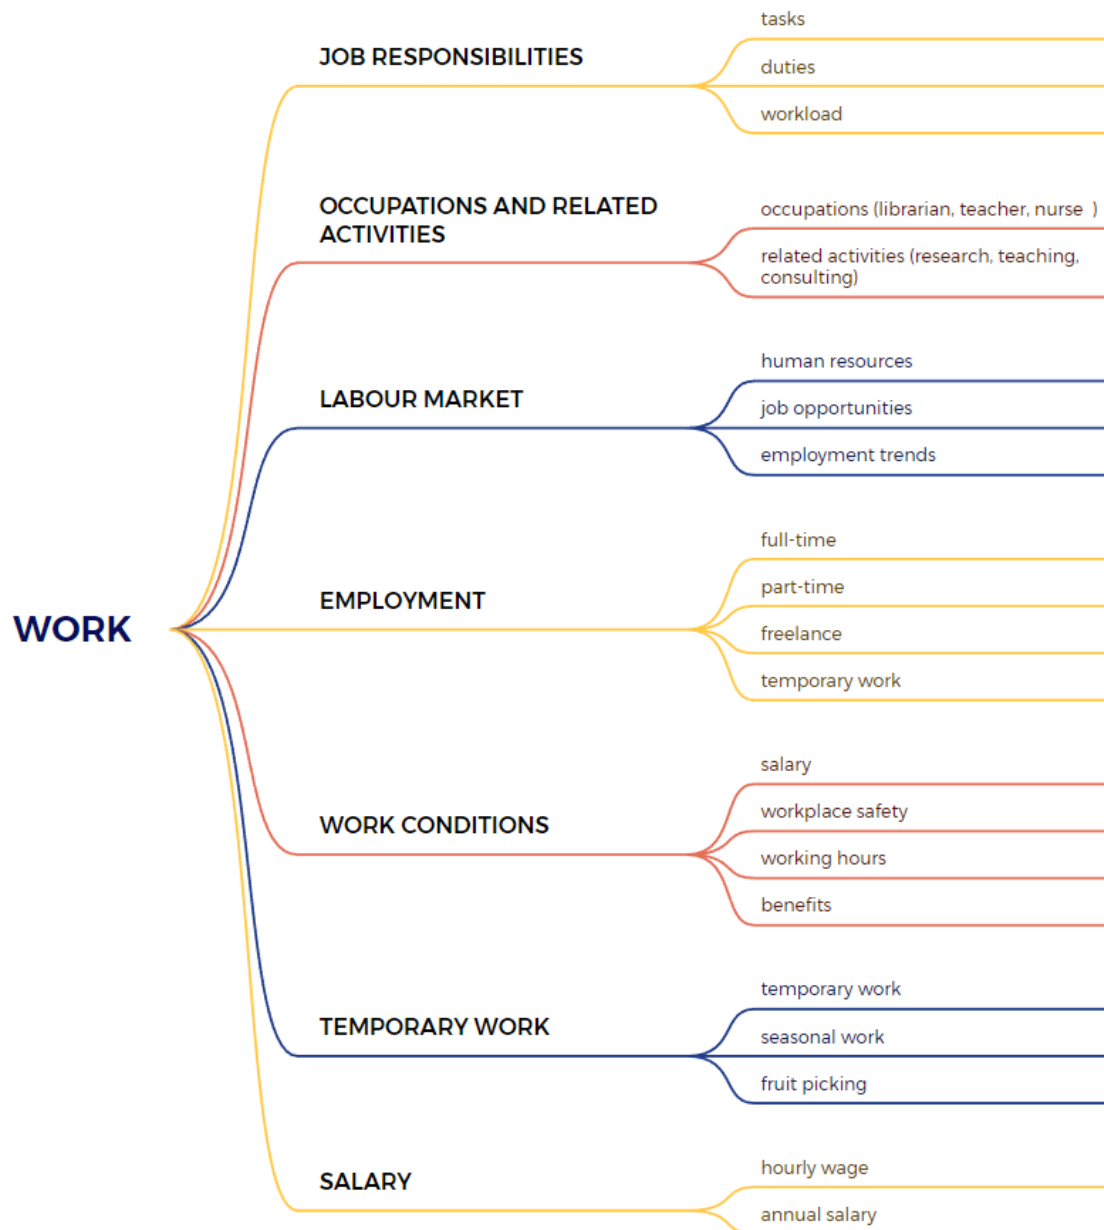 WORK
JOB RESPONSIBILITIES
tasks
duties
workload
OCCUPATIONS AND RELATED
ACTIVITIES
occupations (librarian, teacher, nurse  )
related activities (research, teaching,
consulting)
LABOUR MARKET
human resources
job opportunities
employment trends
EMPLOYMENT
full-time
part-time
freelance
temporary work
WORK CONDITIONS
salary
workplace safety
working hours
benefits
TEMPORARY WORK
temporary work
seasonal work
fruit picking
SALARY
hourly wage
annual salary